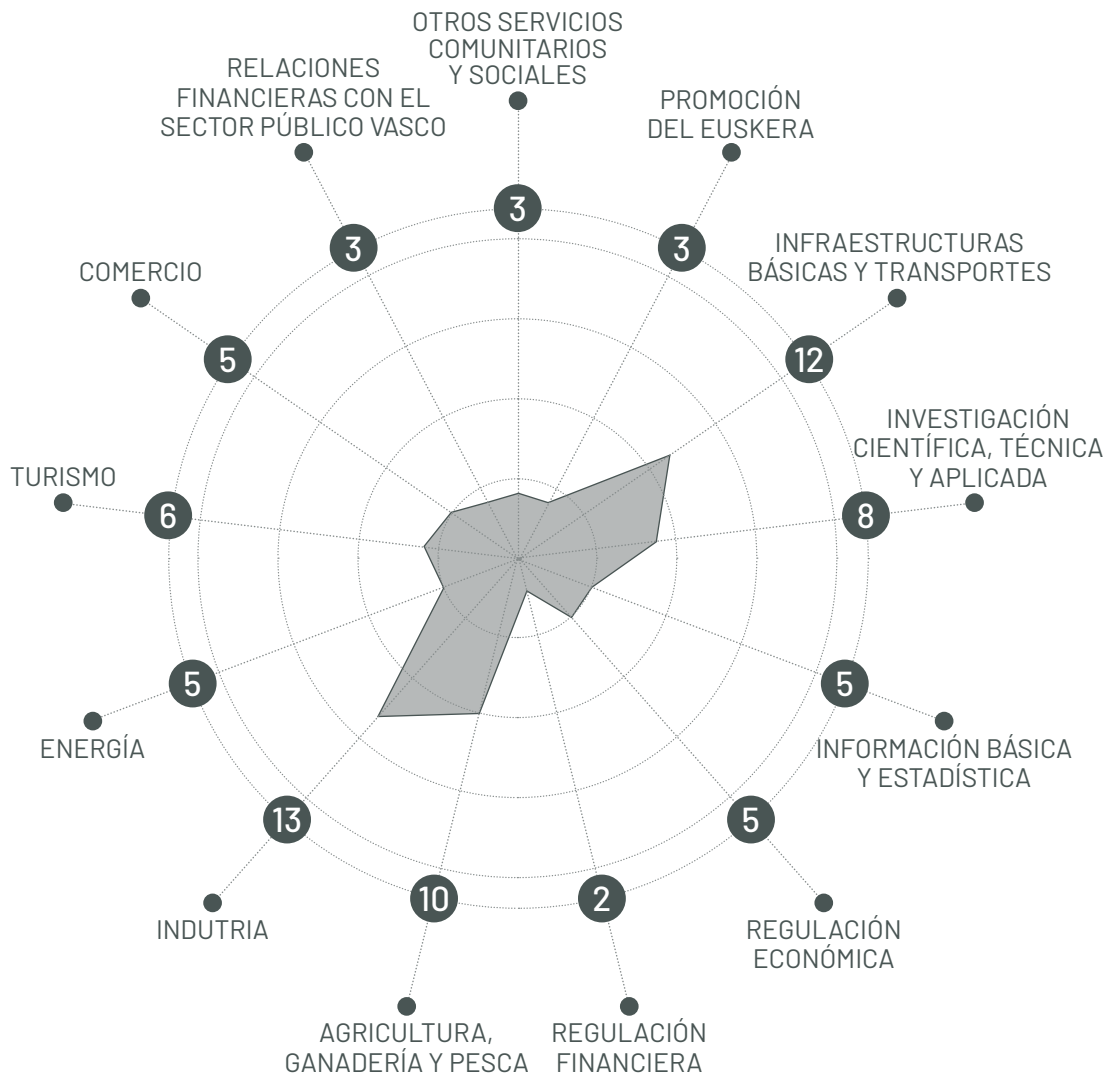 OTROS SERVICIOS
COMUNITARIOS
Y SOCIALES
3
PROMOCIÓN
DEL EUSKERA
3
INFRAESTRUCTURAS
BÁSICAS Y TRANSPORTES
12
INVESTIGACIÓN
CIENTÍFICA, TÉCNICA
Y APLICADA
8
INFORMACIÓN BÁSICA
Y ESTADÍSTICA
5
REGULACIÓN
ECONÓMICA
5
REGULACIÓN
FINANCIERA
2
AGRICULTURA,
GANADERÍA Y PESCA
10
INDUTRIA
13
ENERGÍA
5
TURISMO
6
COMERCIO
5
RELACIONES
FINANCIERAS CON EL
SECTOR PÚBLICO VASCO
3